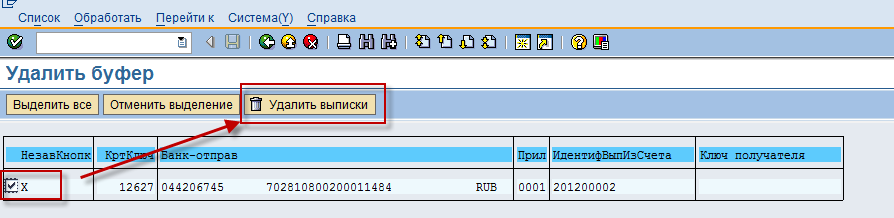 Список Обработать Перейти к Система(Y) Справка
Удалить буфер
Выделить все Отменить выделение Удалить выписки
НезавКнопк КртКлюч Банк-отправ Прил ИдентифВыпИзСчета Ключ получателя
X 12627 044206745 702810800200011484 RUB 0001 201200002